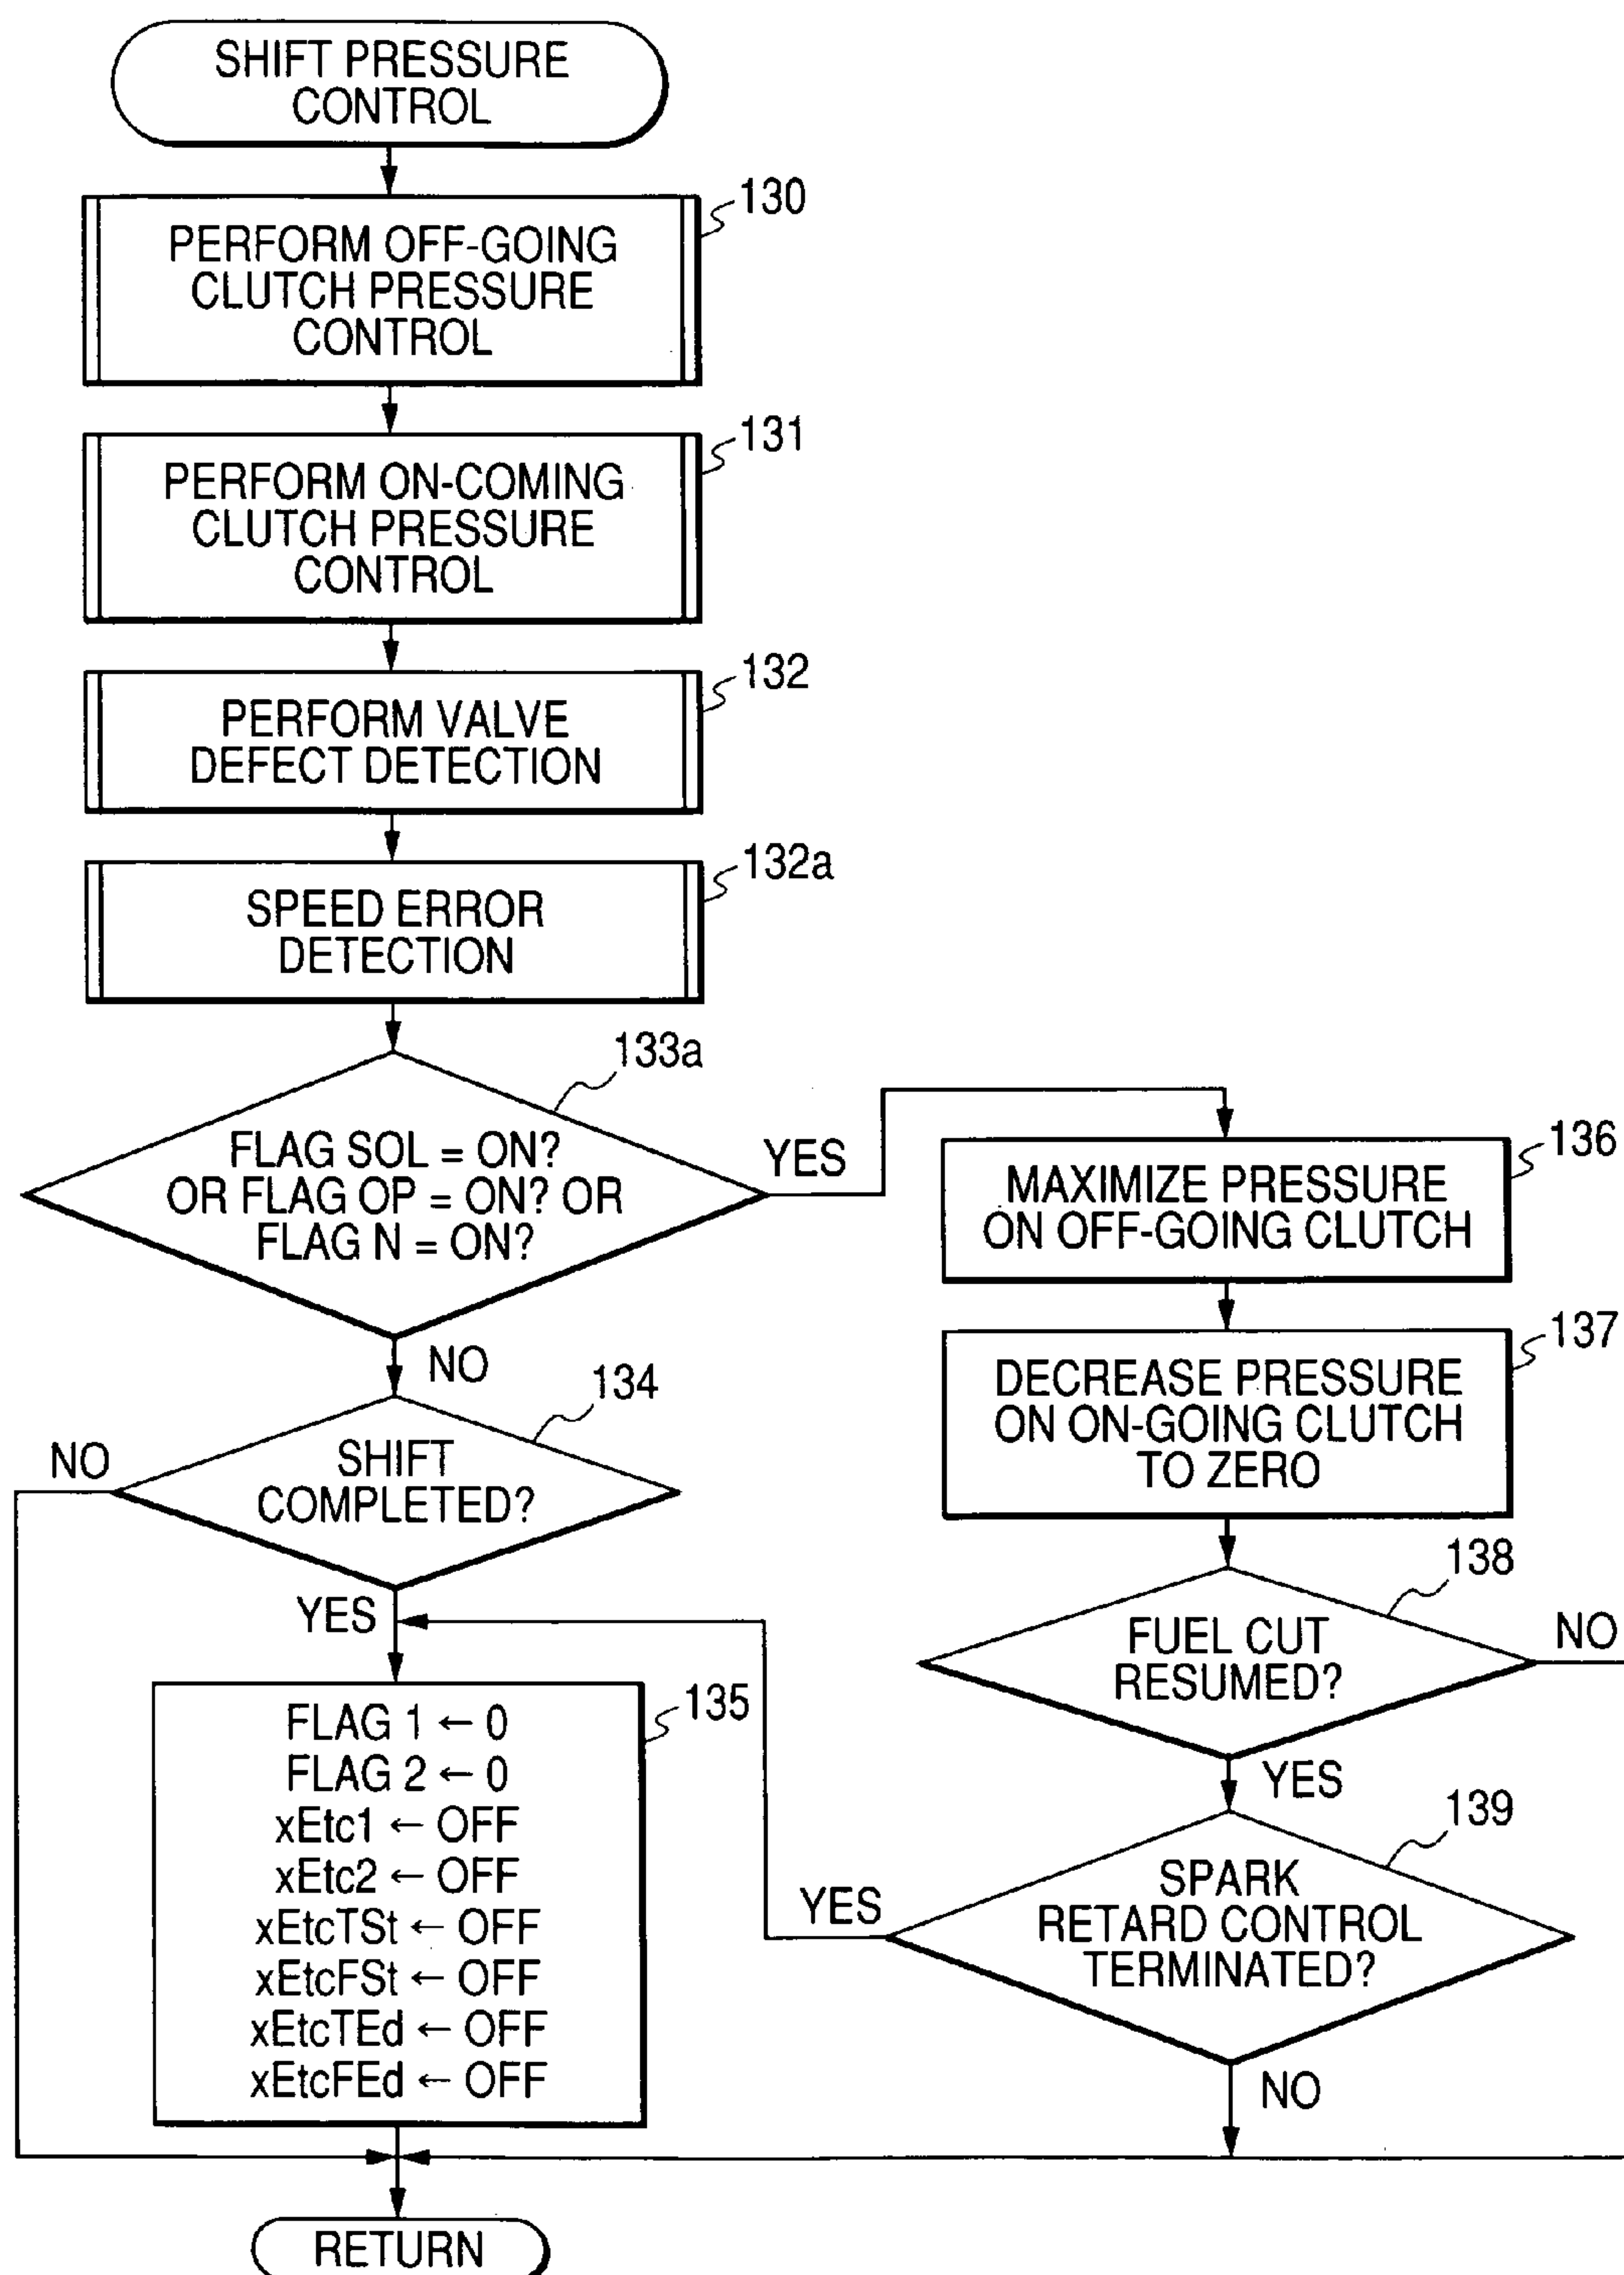 SHIFT PRESSURE
CONTROL
130
PERFORM OFF-GOING
CLUTCH PRESSURE
CONTROL
131
PERFORM ON-COMING
CLUTCH PRESSURE
CONTROL
132
PERFORM VALVE
DEFECT DETECTION
132a
SPEED ERROR
DETECTION
133a
FLAG SOL = ON?
OR FLAG OP = ON? OR
FLAG N = ON?
YES
NO
134
SHIFT
COMPLETED?
NO
YES
135
FLAG 1 ← 0
FLAG 2 ← 0
xEtc1 ← OFF
xEtc2 ← OFF
xEtcTSt ← OFF
xEtcFSt ← OFF
xEtcTEd ← OFF
xEtcFEd ← OFF
136
MAXIMIZE PRESSURE
ON OFF-GOING CLUTCH
137
DECREASE PRESSURE
ON ON-GOING CLUTCH
TO ZERO
138
FUEL CUT
RESUMED?
NO
YES
139
SPARK
RETARD CONTROL
TERMINATED?
YES
NO
RETURN